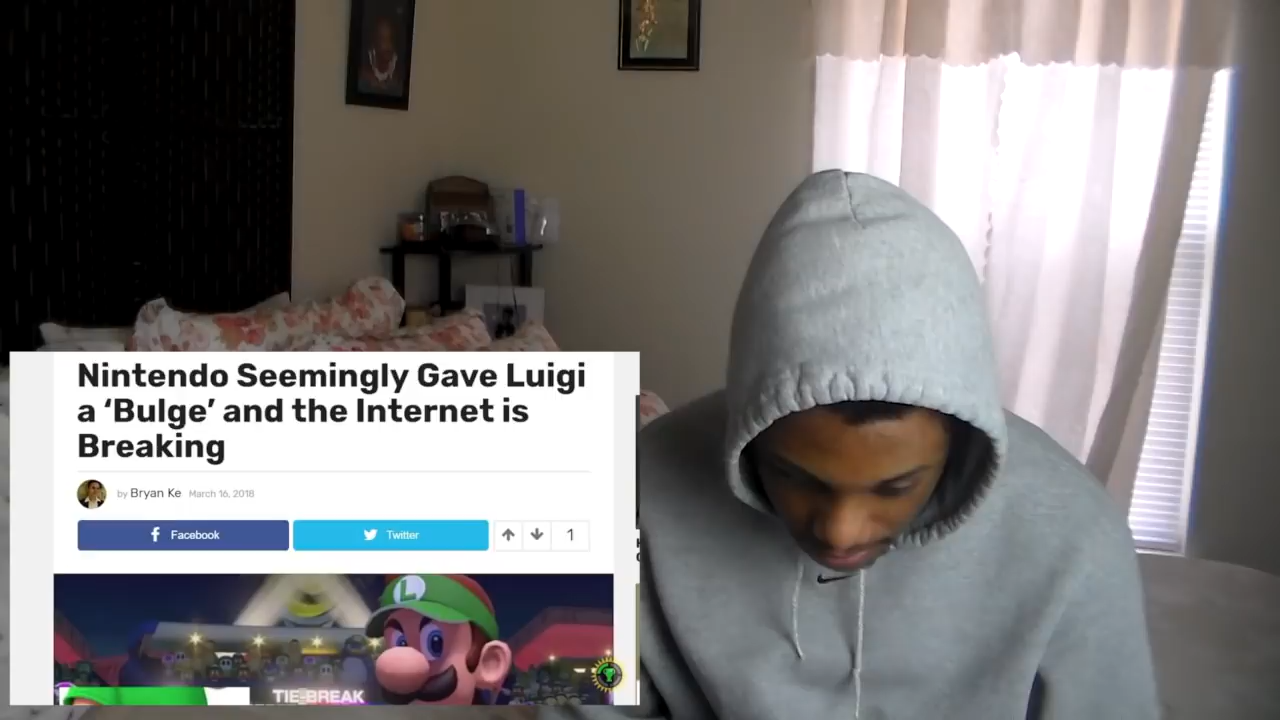 Nintendo Seemingly Gave Luigi
a ‘Bulge’ and the Internet is
Breaking
by Bryan Ke March 16, 2018
Facebook
Twitter
1
L
TIE-BREAK